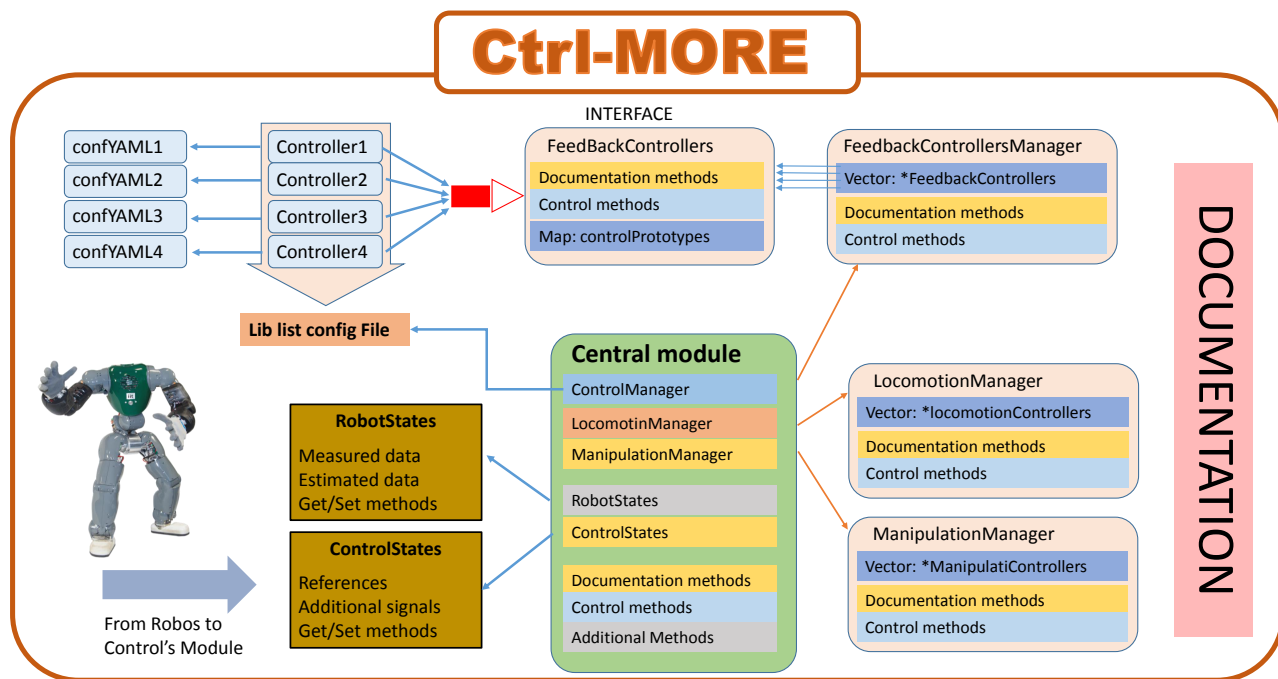 Ctrl-MORE
confYAML1
confYAML2
confYAML3
confYAML4
Controller1
Controller2
Controller3
Controller4
Lib list config File
INTERFACE
FeedBackControllers
Documentation methods
Control methods
Map: controlPrototypes
FeedbackControllersManager
Vector: *FeedbackControllers
Documentation methods
Control methods
DOCUMENTATION
From Robos to
Control's Module
RobotStates
Measured data
Estimated data
Get/Set methods
ControlStates
References
Additional signals
Get/Set methods
Central module
ControlManager
LocomotinManager
ManipulationManager
RobotStates
ControlStates
Documentation methods
Control methods
Additional Methods
LocomotionManager
Vector: *locomotionControllers
Documentation methods
Control methods
ManipulationManager
Vector: *ManipulatiControllers
Documentation methods
Control methods